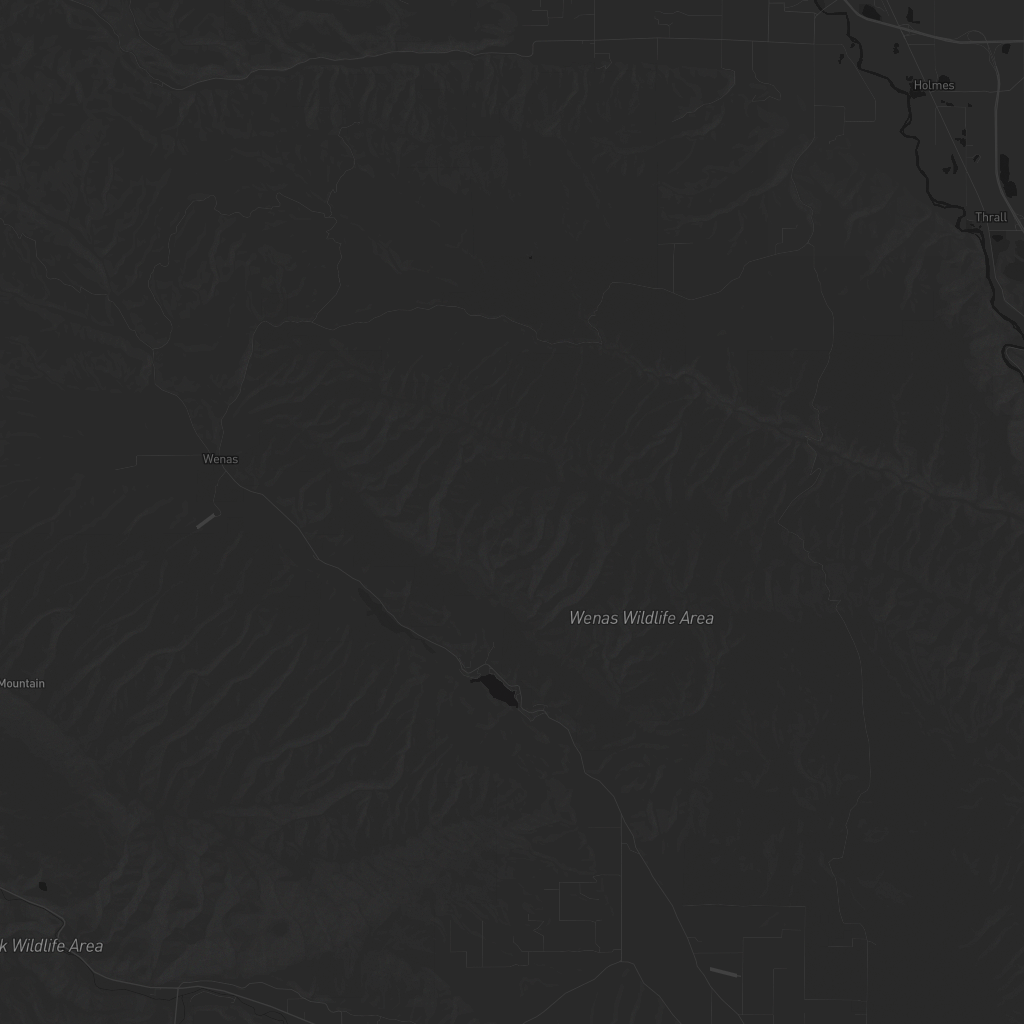 Holmes
Thrall
Wenas
Wenas Wildlife Area
Mountain
k Wildlife Area